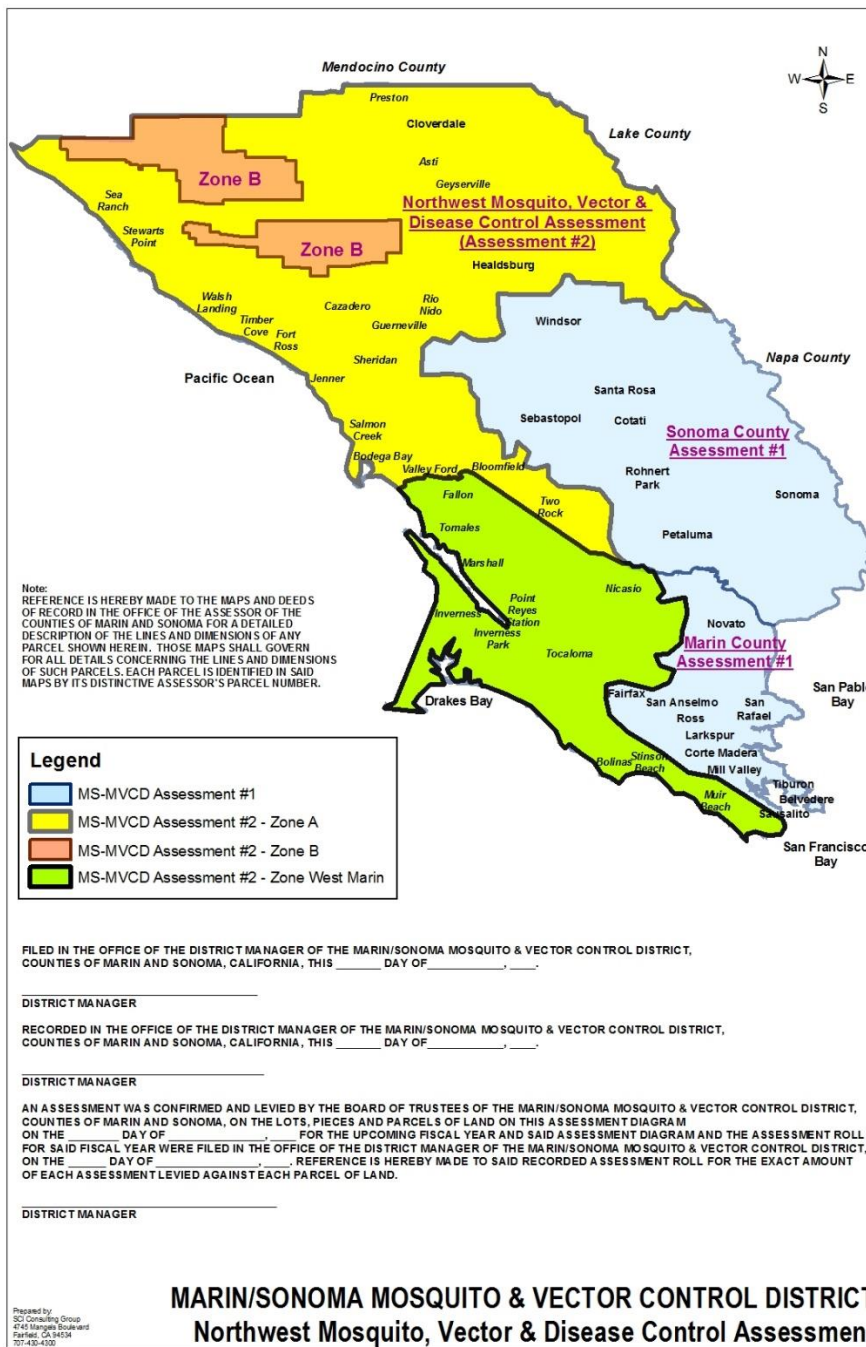 Mendocino County
N
W E
S
Preston
Cloverdale
Lake County
Asti
Zone B
Geyserville
Northwest Mosquito, Vector &
Disease Control Assessment
(Assessment #2)
Sea
Ranch
Stewarts
Point
Zone B
Healdsburg
Walsh
Landing
Cazadero
Rio
Nido
Timber
Cove
Fort
Ross
Guerneville
Windsor
Sheridan
Napa County
Pacific Ocean
Jenner
Santa Rosa
Sebastopol
Cotati
Salmon
Creek
Sonoma County
Assessment #1
Bodega Bay
Valley Ford
Bloomfield
Rohnert
Park
Sonoma
Fallon
Two
Rock
Tomales
Petaluma
Marshall
Nicasio
Note:
REFERENCE IS HEREBY MADE TO THE MAPS AND DEEDS
OF RECORD IN THE OFFICE OF THE ASSESSOR OF THE
COUNTIES OF MARIN AND SONOMA FOR A DETAILED
DESCRIPTION OF THE LINES AND DIMENSIONS OF ANY
PARCEL SHOWN HEREIN. THOSE MAPS SHALL GOVERN
FOR ALL DETAILS CONCERNING THE LINES AND DIMENSIONS
OF SUCH PARCELS. EACH PARCEL IS IDENTIFIED IN SAID
MAPS BY ITS DISTINCTIVE ASSESSOR'S PARCEL NUMBER.
Point
Reyes
Station
Inverness
Inverness
Park
Novato
Marin County
Assessment #1
Tocaloma
San Pablo
Bay
Drakes Bay
Fairfax
San Anselmo
Ross
San
Rafael
Larkspur
Corte Madera
Bolinas
Stinson
Beach
Mill Valley
Muir
Beach
Tiburon
Belvedere
Sausalito
San Francisco
Bay
Legend
MS-MVCD Assessment #1
MS-MVCD Assessment #2 - Zone A
MS-MVCD Assessment #2 - Zone B
MS-MVCD Assessment #2 - Zone West Marin
FILED IN THE OFFICE OF THE DISTRICT MANAGER OF THE MARIN/SONOMA MOSQUITO & VECTOR CONTROL DISTRICT,
COUNTIES OF MARIN AND SONOMA, CALIFORNIA, THIS ______ DAY OF__________, ____.
DISTRICT MANAGER
RECORDED IN THE OFFICE OF THE DISTRICT MANAGER OF THE MARIN/SONOMA MOSQUITO & VECTOR CONTROL DISTRICT,
COUNTIES OF MARIN AND SONOMA, CALIFORNIA, THIS ______ DAY OF__________, ____.
DISTRICT MANAGER
AN ASSESSMENT WAS CONFIRMED AND LEVIED BY THE BOARD OF TRUSTEES OF THE MARIN/SONOMA MOSQUITO & VECTOR CONTROL DISTRICT,
COUNTIES OF MARIN AND SONOMA, ON THE LOTS, PIECES AND PARCELS OF LAND ON THIS ASSESSMENT DIAGRAM
ON THE _______ DAY OF _____________, ____ FOR THE UPCOMING FISCAL YEAR AND SAID ASSESSMENT DIAGRAM AND THE ASSESSMENT ROLL
FOR SAID FISCAL YEAR WERE FILED IN THE OFFICE OF THE DISTRICT MANAGER OF THE MARIN/SONOMA MOSQUITO & VECTOR CONTROL DISTRICT,
ON THE _____ DAY OF ______________, ____. REFERENCE IS HEREBY MADE TO SAID RECORDED ASSESSMENT ROLL FOR THE EXACT AMOUNT
OF EACH ASSESSMENT LEVIED AGAINST EACH PARCEL OF LAND.
DISTRICT MANAGER
Prepared by:
SCI Consulting Group
4745 Mangels Boulevard
Fairfield, CA 94534
707-430-4300
MARIN/SONOMA MOSQUITO & VECTOR CONTROL DISTRICT
Northwest Mosquito, Vector & Disease Control Assessmen